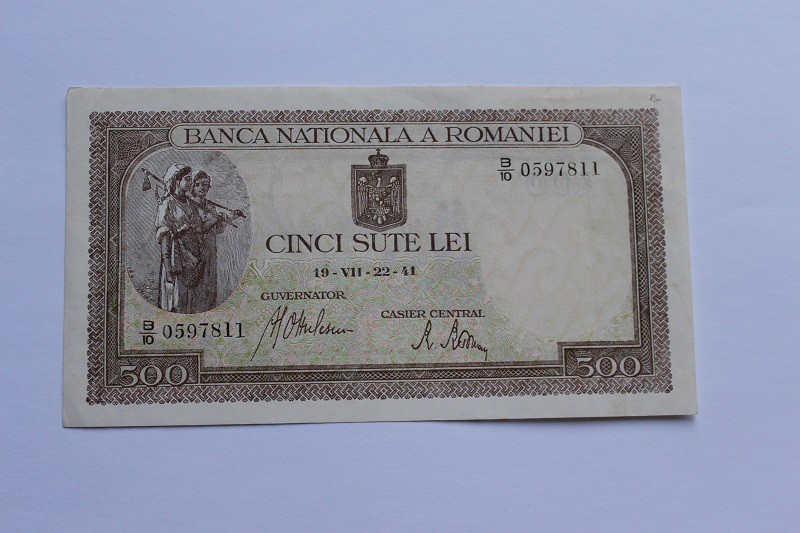 BANCA NATIONALA A ROMANIEI
B/10 0597811
CINCI SUTE LEI
19-VII-22-41
GUVERNATOR
CASIER CENTRAL
B/10 0597811
500
500